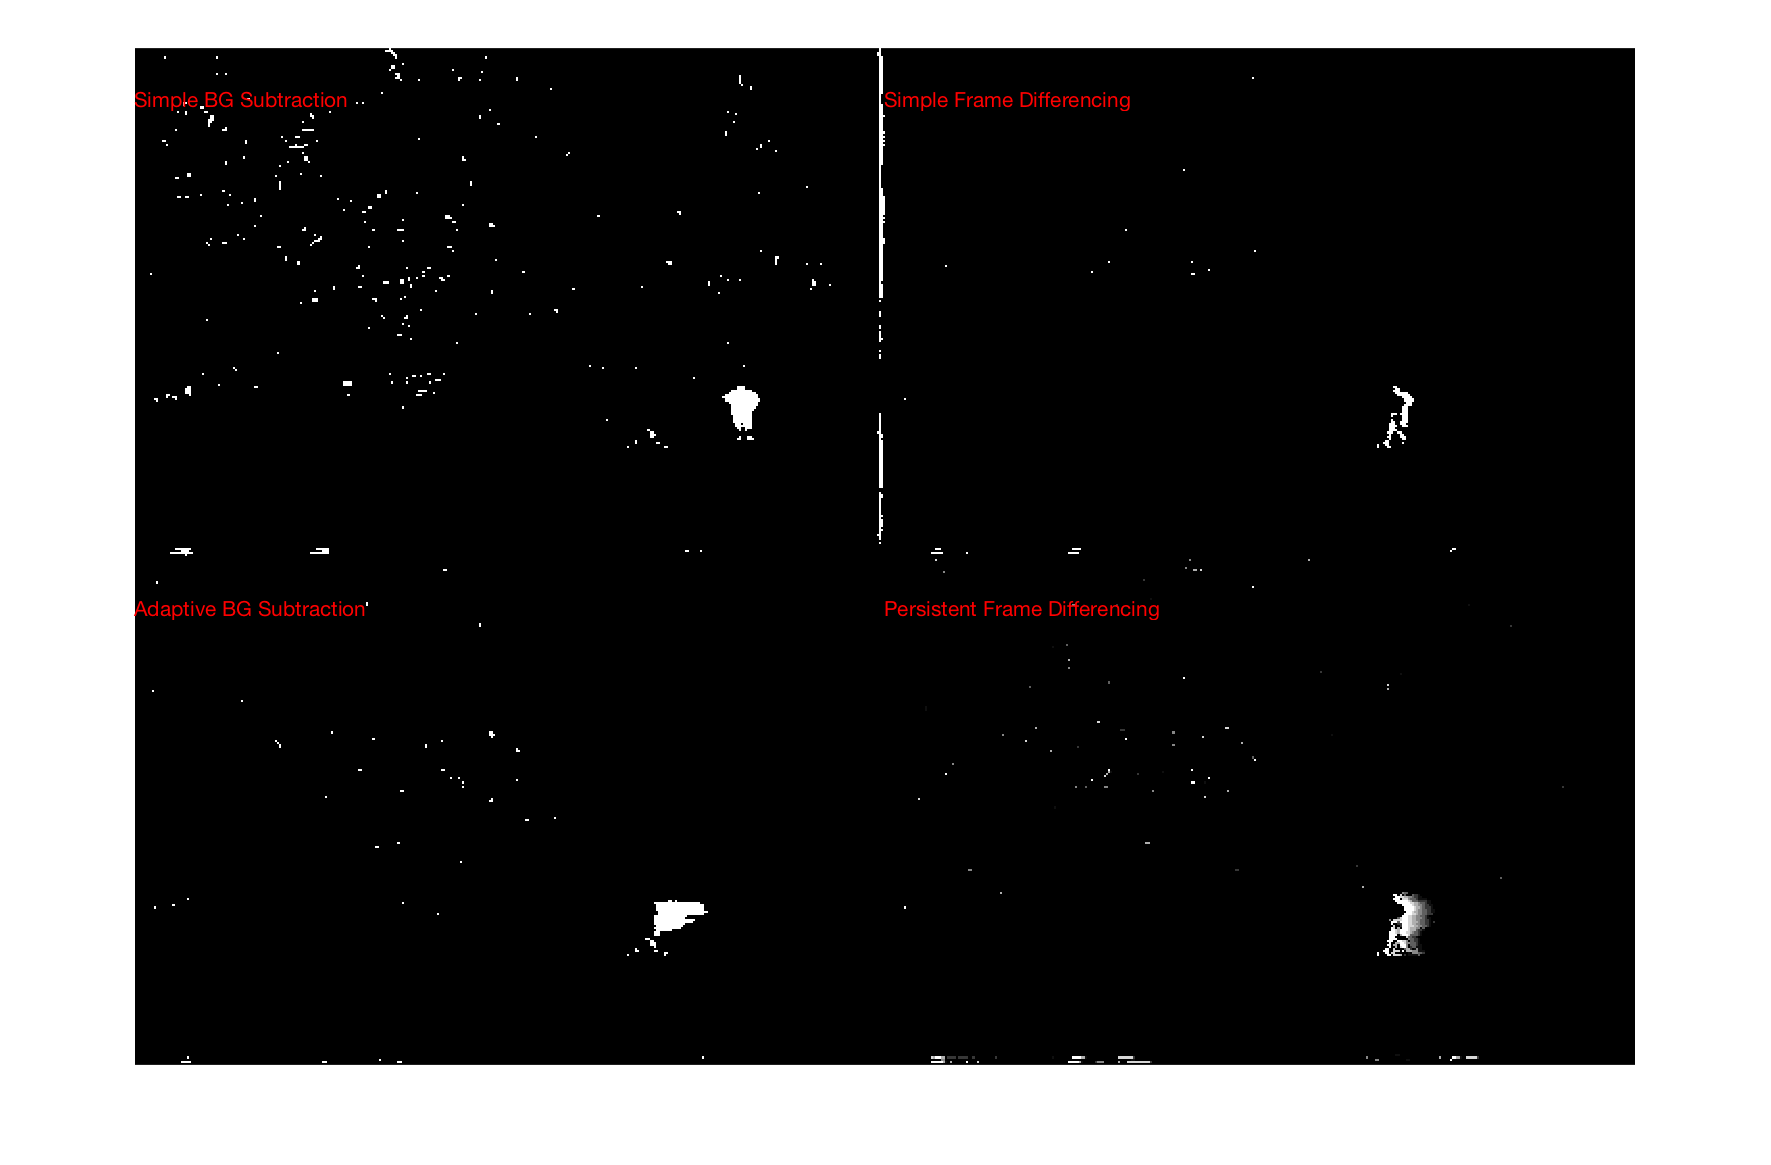 Simple BG Subtraction
Simple Frame Differencing
Adaptive BG Subtraction
Persistent Frame Differencing